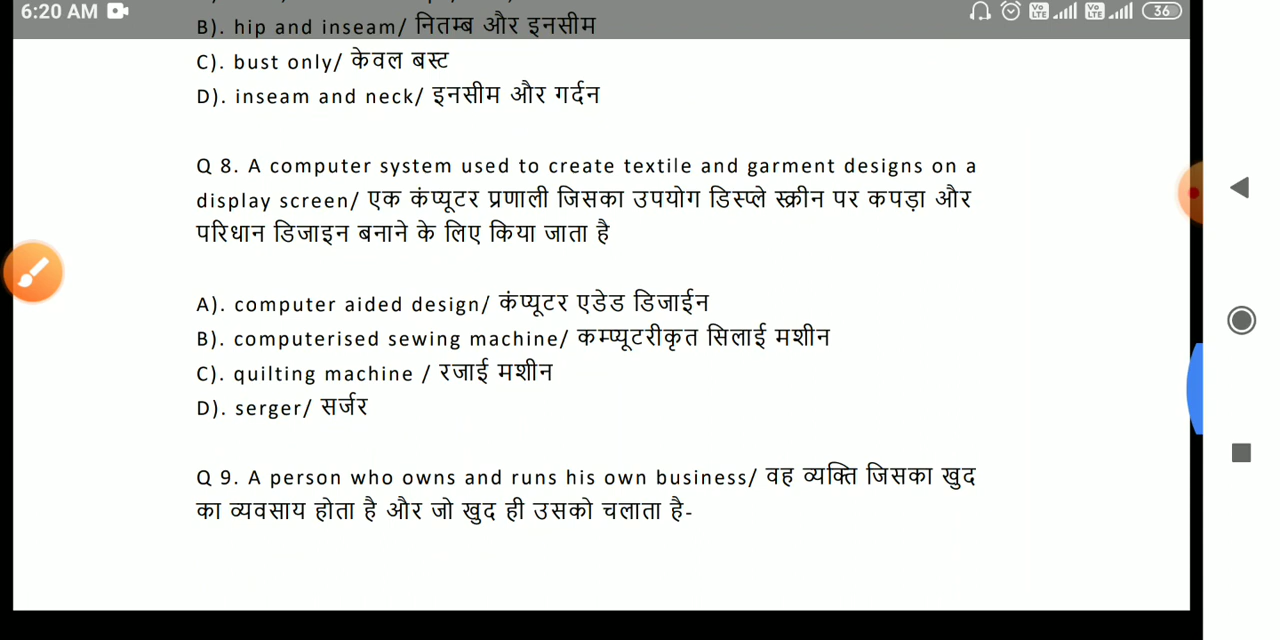 6:20 AM
36
B). hip and inseam/ नितम्ब और इनसीम
C). bust only/ केवल बस्ट
D). inseam and neck/ इनसीम और गर्दन
Q 8. A computer system used to create textile and garment designs on a
display screen/ एक कंप्यूटर प्रणाली जिसका उपयोग डिस्प्ले स्क्रीन पर कपड़ा और
परिधान डिजाइन बनाने के लिए किया जाता है
A). computer aided design/ कंप्यूटर एडेड डिजाईन
B). computerised sewing machine/ कम्प्यूटरीकृत सिलाई मशीन
C). quilting machine / रजाई मशीन
D). serger/ सर्जर
Q 9. A person who owns and runs his own business/ वह व्यक्ति जिसका खुद
का व्यवसाय होता है और जो खुद ही उसको चलाता है-